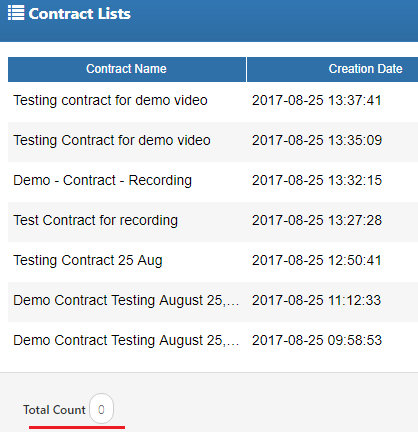 Contract Lists
Contract Name Creation Date
Testing contract for demo video 2017-08-25 13:37:41
Testing Contract for demo video 2017-08-25 13:35:09
Demo - Contract - Recording 2017-08-25 13:32:15
Test Contract for recording 2017-08-25 13:27:28
Testing Contract 25 Aug 2017-08-25 12:50:41
Demo Contract Testing August 25,... 2017-08-25 11:12:33
Demo Contract Testing August 25,... 2017-08-25 09:58:53
Total Count 0